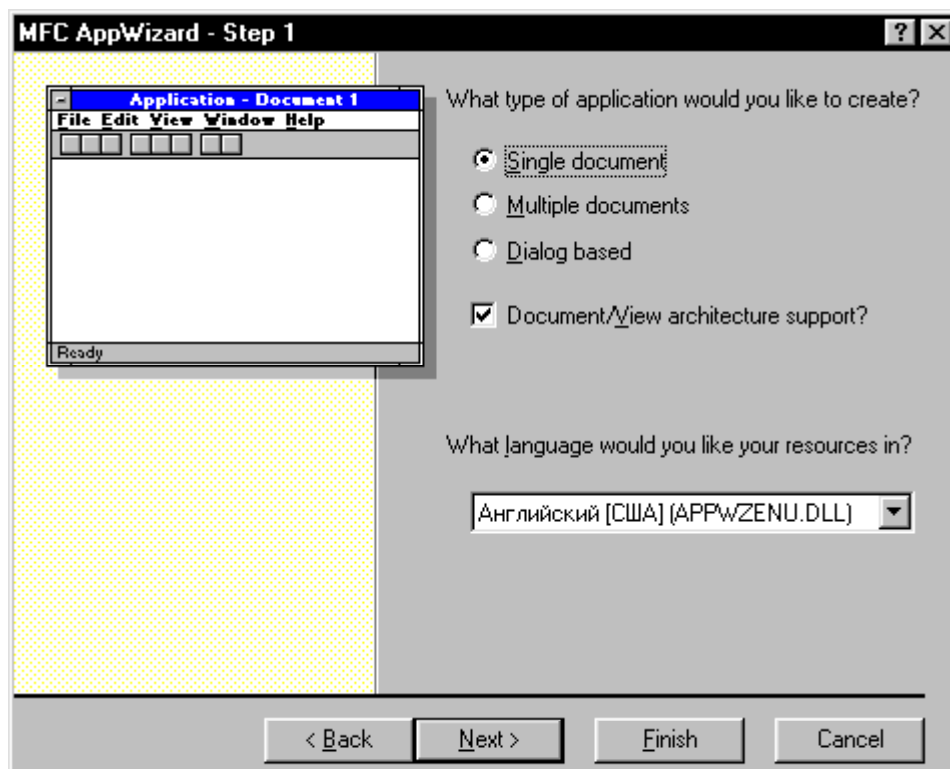 MFC AppWizard - Step 1
Application - Document 1
File Edit View Window Help
Ready
What type of application would you like to create?
Single document
Multiple documents
Dialog based
Document/View architecture support?
What language would you like your resources in?
Английский [США] (APPWZENU.DLL)
< Back Next > Finish Cancel